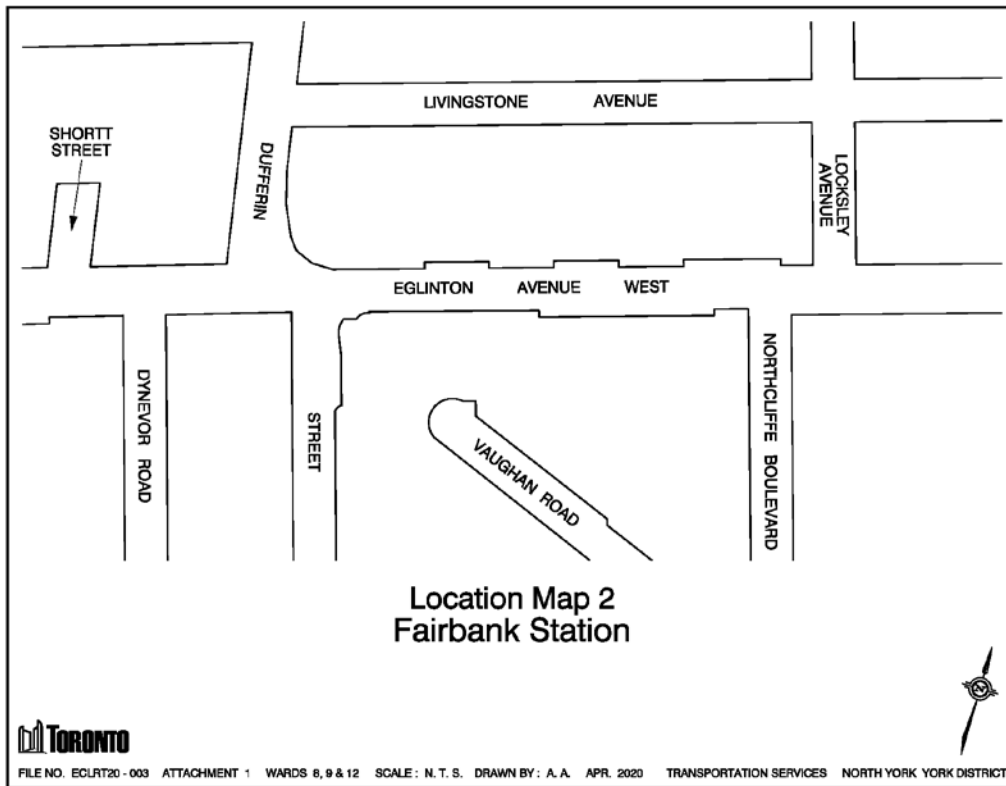 LIVINGSTONE AVENUE
SHORTT
STREET
DUFFERIN
LOCKSLEY
AVENUE
EGLINTON AVENUE WEST
DYNEVOR ROAD
STREET
VAUGHAN ROAD
NORTHCLIFFE BOULEVARD
Location Map 2
Fairbank Station
N
TORONTO
FILE NO. ECLRT20 - 003 ATTACHMENT 1 WARDS 8, 9 & 12 SCALE : N. T. S. DRAWN BY : A. A. APR. 2020 TRANSPORTATION SERVICES NORTH YORK YORK DISTRICT